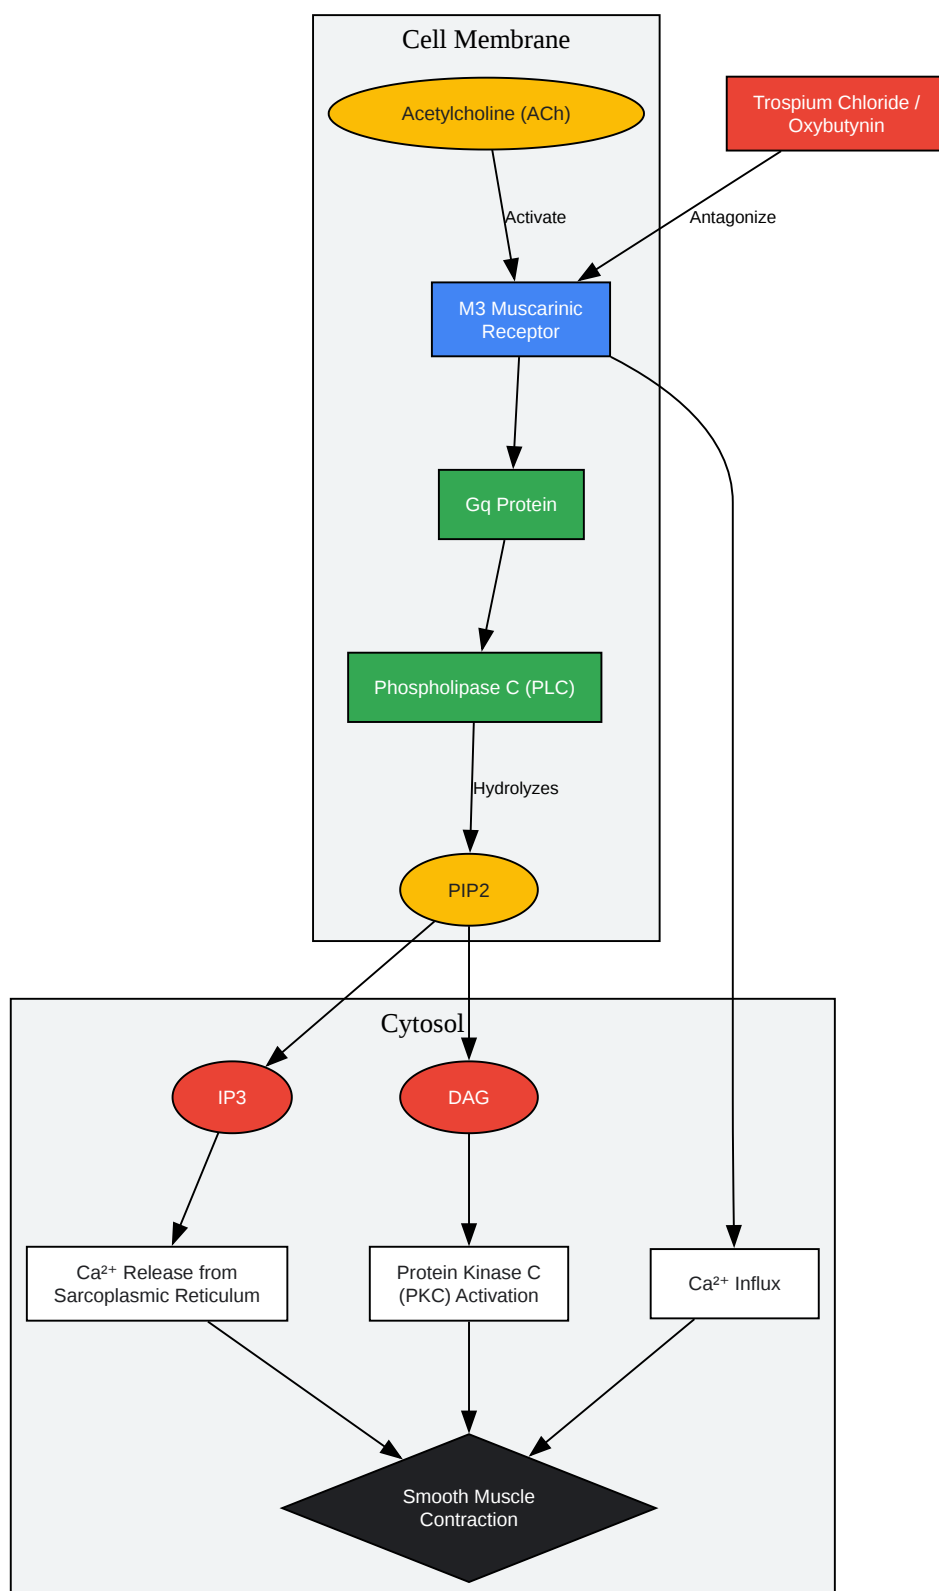 Cell Membrane
Acetylcholine (ACh)
Trospium Chloride /
Oxybutynin
Activate
Antagonize
M3 Muscarinic
Receptor
Gq Protein
Phospholipase C (PLC)
Hydrolyzes
PIP2
Cytosol
IP3
DAG
Ca²⁺ Release from
Sarcoplasmic Reticulum
Protein Kinase C
(PKC) Activation
Ca²⁺ Influx
Smooth Muscle
Contraction